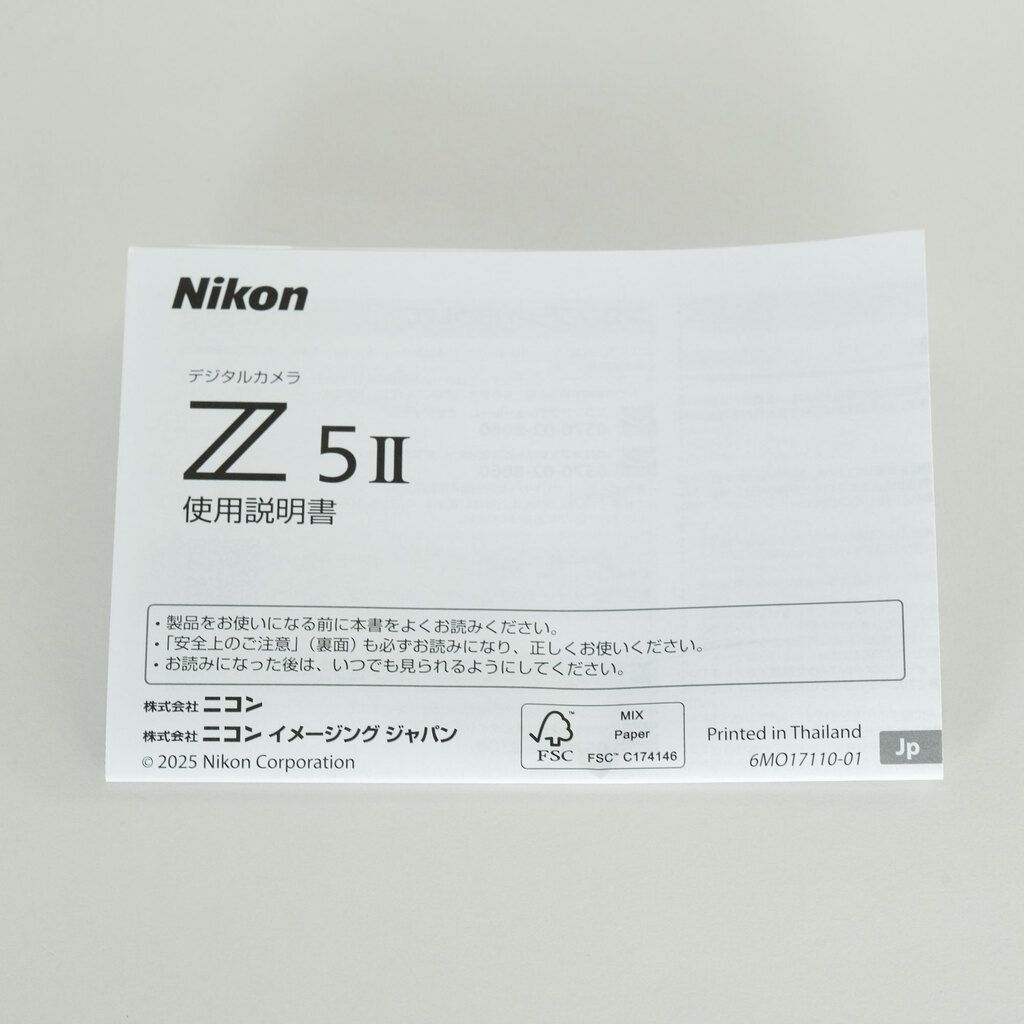 Nikon
デジタルカメラ
Z 5II
使用説明書
・製品をお使いになる前に本書をよくお読みください。
・「安全上のご注意」（裏面）も必ずお読みになり、正しくお使いください。
・お読みになった後は、いつでも見られるようにしてください。
株式会社 ニコン
株式会社 ニコン イメージング ジャパン
© 2025 Nikon Corporation
FSC™
MIX
Paper
FSC™ C174146
Printed in Thailand
6MO17110-01
Jp